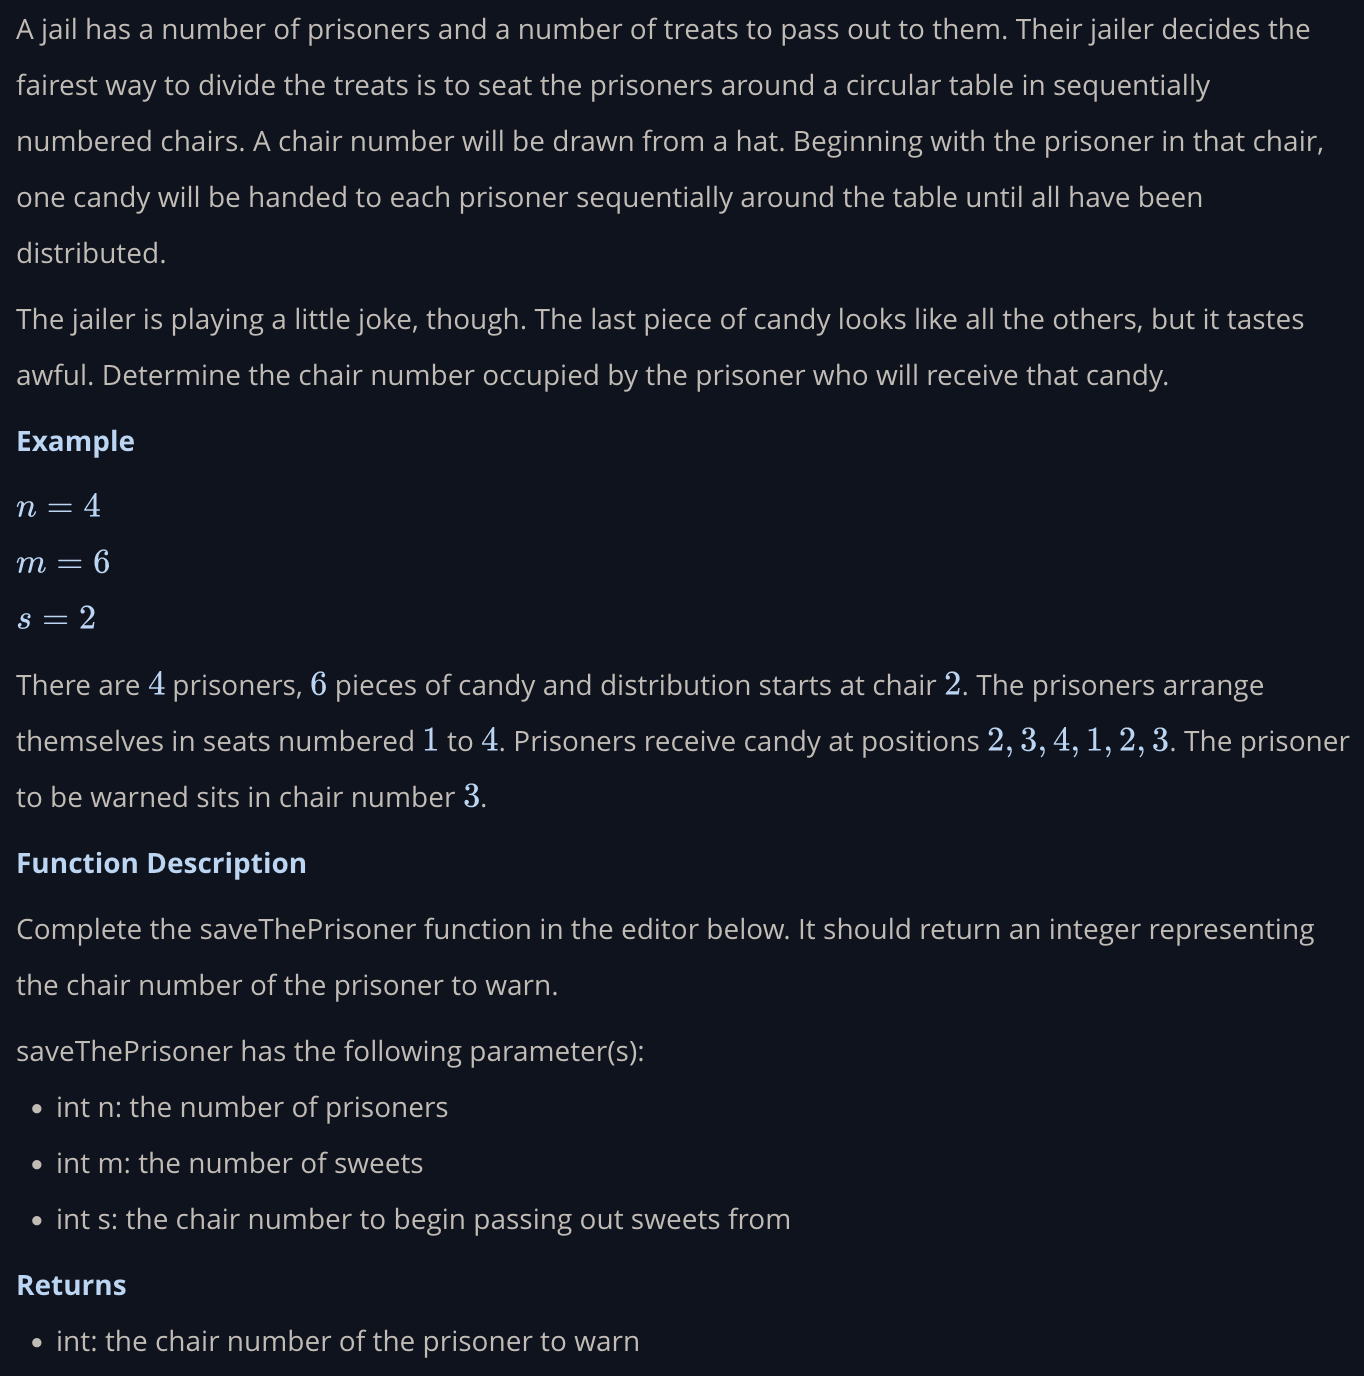 A jail has a number of prisoners and a number of treats to pass out to them. Their jailer decides the
fairest way to divide the treats is to seat the prisoners around a circular table in sequentially
numbered chairs. A chair number will be drawn from a hat. Beginning with the prisoner in that chair,
one candy will be handed to each prisoner sequentially around the table until all have been
distributed.
The jailer is playing a little joke, though. The last piece of candy looks like all the others, but it tastes
awful. Determine the chair number occupied by the prisoner who will receive that candy.
Example
n = 4
m = 6
s = 2
There are 4 prisoners, 6 pieces of candy and distribution starts at chair 2. The prisoners arrange
themselves in seats numbered 1 to 4. Prisoners receive candy at positions 2, 3, 4, 1, 2, 3. The prisoner
to be warned sits in chair number 3.
Function Description
Complete the saveThePrisoner function in the editor below. It should return an integer representing
the chair number of the prisoner to warn.
saveThePrisoner has the following parameter(s):
• int n: the number of prisoners
• int m: the number of sweets
• int s: the chair number to begin passing out sweets from
Returns
• int: the chair number of the prisoner to warn